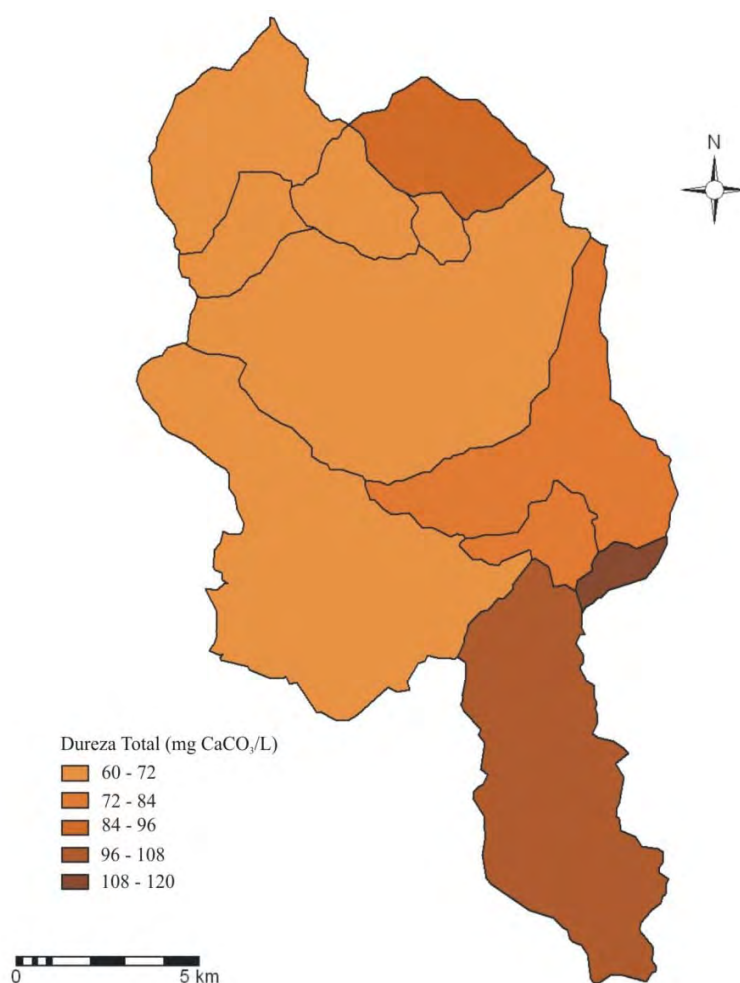 N
Dureza Total (mg CaCO₃/L)
60 - 72
72 - 84
84 - 96
96 - 108
108 - 120
0 5 km